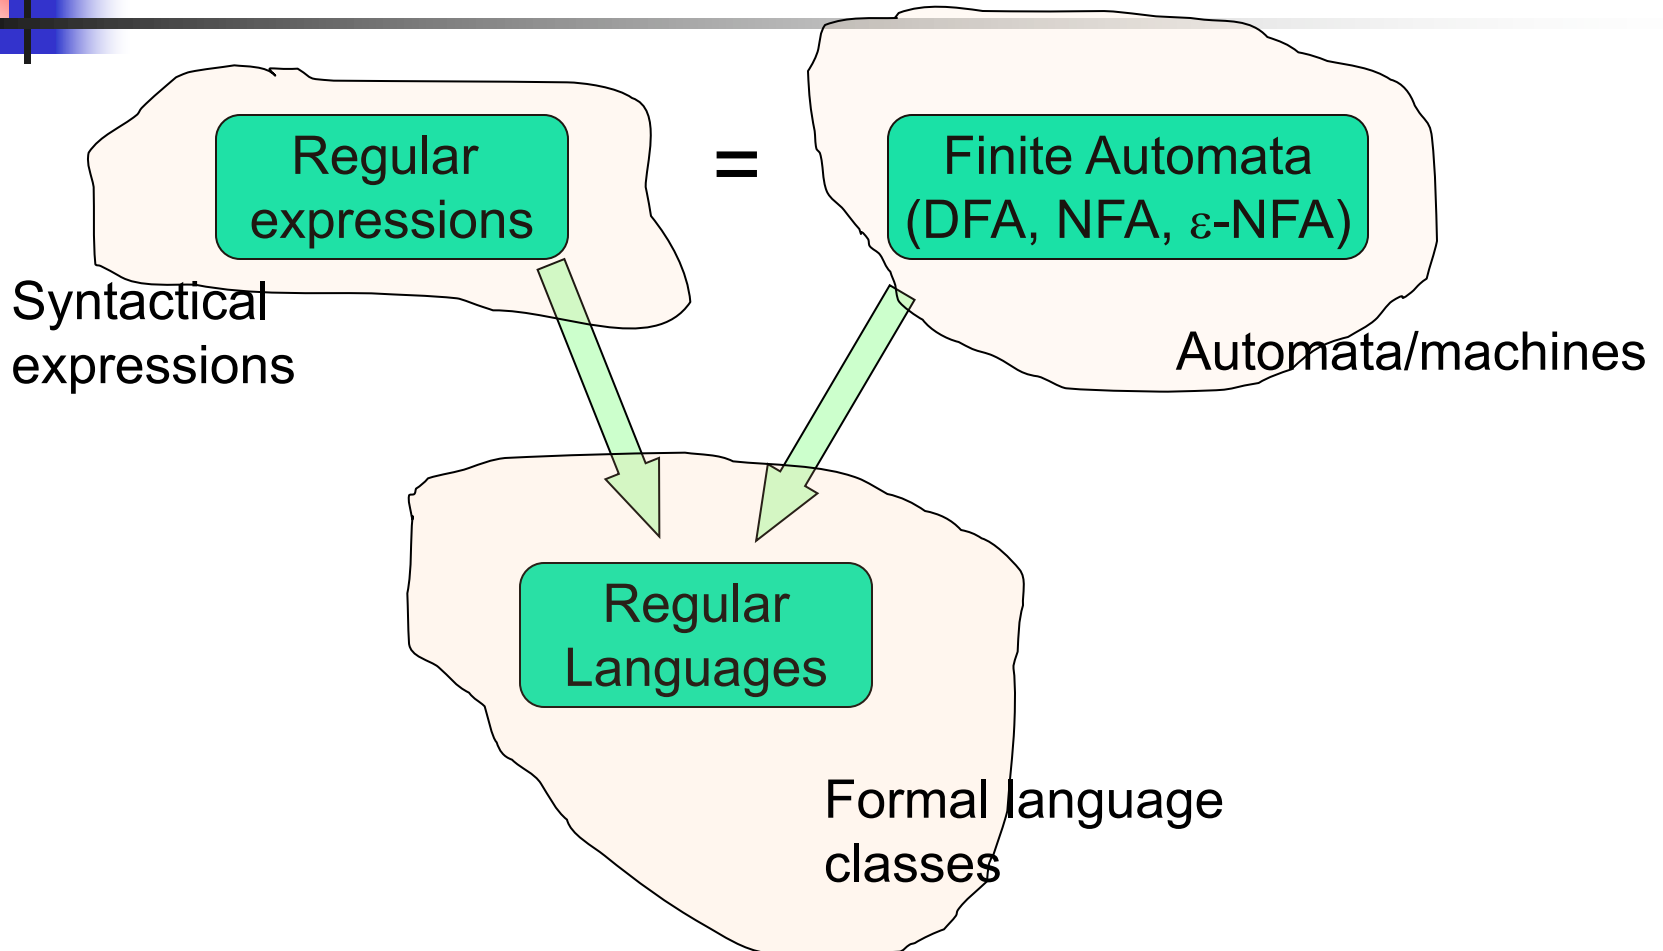 Regular
expressions
=
Finite Automata
(DFA, NFA, ε-NFA)
Syntactical
expressions
Automata/machines
Regular
Languages
Formal language
classes